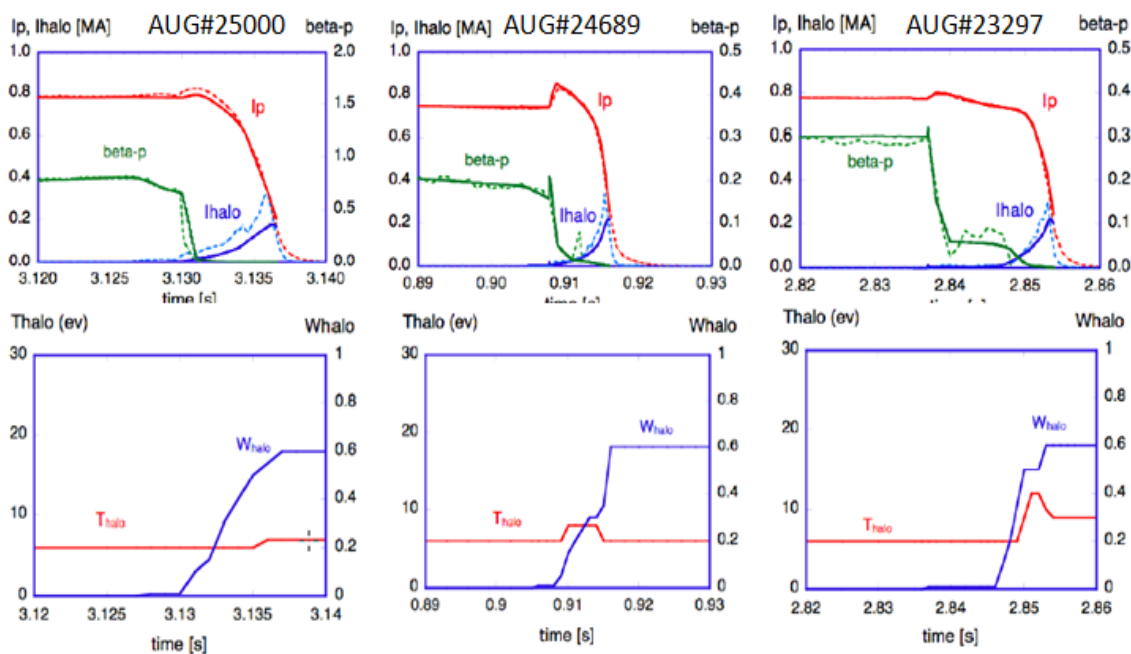 Ip, Ihalo [MA] AUG#25000 beta-p
1.0 2.0
0.8 1.5
0.6
0.4 1.0
0.2 0.5
0.0 0.0
Ip
beta-p
Ihalo
3.120 3.125 3.130 3.135 3.140
time [s]
Ip, Ihalo [MA] AUG#24689 beta-p
1.0 0.5
0.8 0.4
0.6 0.3
0.4 0.2
0.2 0.1
0.0 0.0
Ip
beta-p
Ihalo
0.89 0.90 0.91 0.92 0.93
time [s]
Ip, Ihalo [MA] AUG#23297 beta-p
1.0 0.5
0.8 0.4
0.6 0.3
0.4 0.2
0.2 0.1
0.0 0.0
Ip
beta-p
Ihalo
2.82 2.83 2.84 2.85 2.86
time [s]
Thalo (ev) Whalo
30 1
0.8
20 0.6
10 0.4
0.2
0 0
Whalo
Thalo
3.12 3.125 3.13 3.135 3.14
time [s]
Thalo (ev) Whalo
30 1
0.8
20 0.6
10 0.4
0.2
0 0
Whalo
Thalo
0.89 0.9 0.91 0.92 0.93
time [s]
Thalo (ev) Whalo
30 1
0.8
20 0.6
10 0.4
0.2
0 0
Whalo
Thalo
2.82 2.83 2.84 2.85 2.86
time [s]